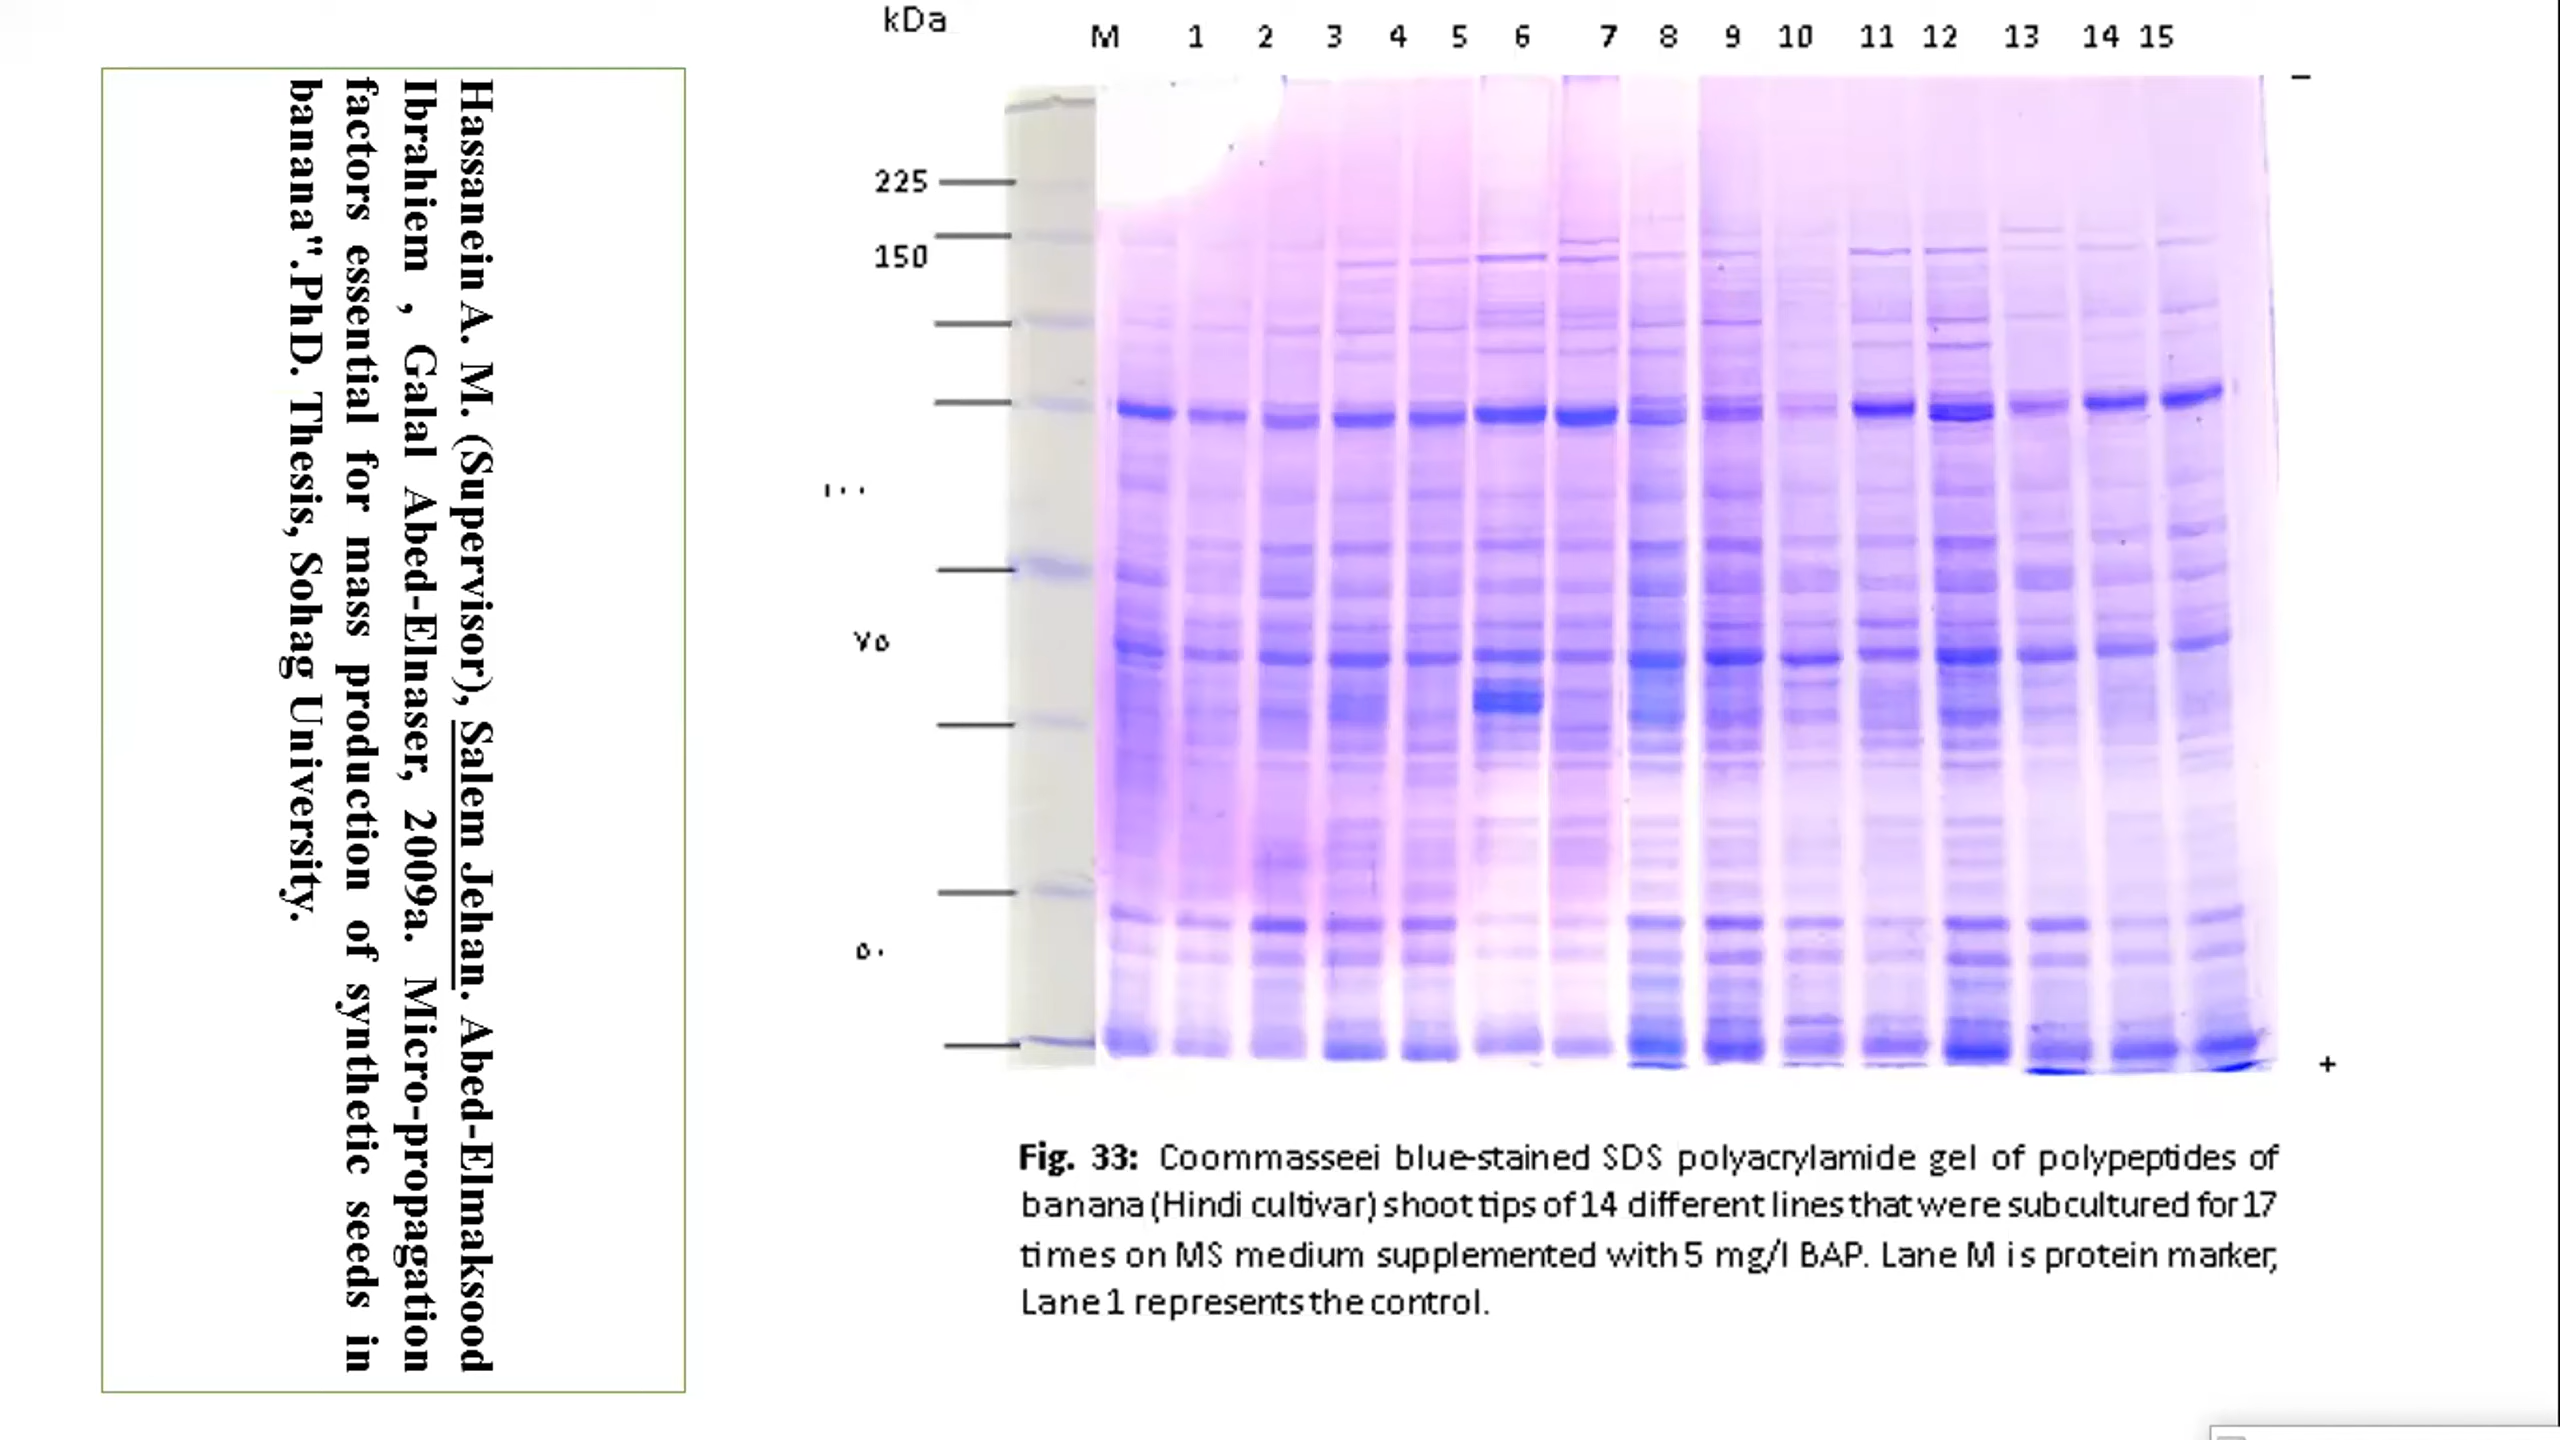 kDa
M 1 2 3 4 5 6 7 8 9 10 11 12 13 14 15
−
225
150
١٠٠
٧٥
٥٠
+
Hassanein A. M. (Supervisor), Salem Jehan. Abed-Elmaksood
Ibrahiem , Galal Abed-Elnaser, 2009a. Micro-propagation
factors essential for mass production of synthetic seeds in
banana".PhD. Thesis, Sohag University.
Fig. 33: Coommasseei blue-stained SDS polyacrylamide gel of polypeptides of
banana (Hindi cultivar) shoot tips of 14 different lines that were subcultured for 17
times on MS medium supplemented with 5 mg/l BAP. Lane M is protein marker,
Lane 1 represents the control.